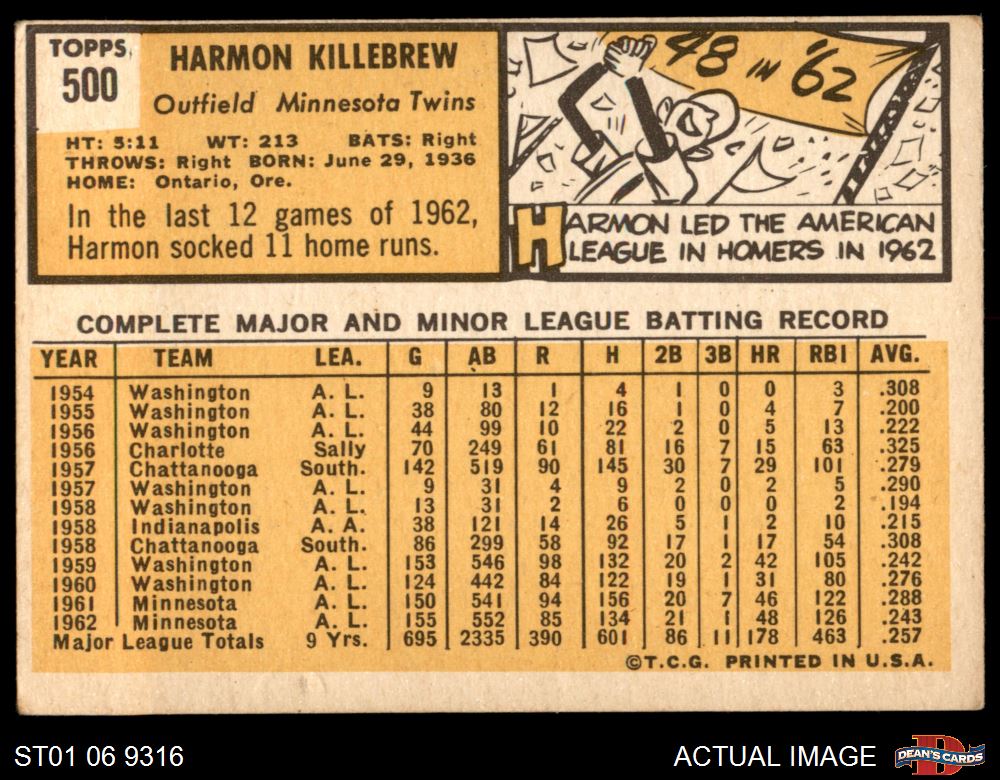 TOPPS
500
HARMON KILLEBREW
Outfield Minnesota Twins
HT: 5:11 WT: 213 BATS: Right
THROWS: Right BORN: June 29, 1936
HOME: Ontario, Ore.
In the last 12 games of 1962,
Harmon socked 11 home runs.
48 IN '62
HARMON LED THE AMERICAN
LEAGUE IN HOMERS IN 1962
COMPLETE MAJOR AND MINOR LEAGUE BATTING RECORD
YEAR TEAM LEA. G AB R H 2B 3B HR RBI AVG.
1954 Washington A. L. 9 13 1 4 1 0 0 3 .308
1955 Washington A. L. 38 80 12 16 1 0 4 7 .200
1956 Washington A. L. 44 99 10 22 2 0 5 13 .222
1956 Charlotte Sally 70 249 61 81 16 7 15 63 .325
1957 Chattanooga South. 142 519 90 145 30 7 29 101 .279
1957 Washington A. L. 9 31 4 9 2 0 2 5 .290
1958 Washington A. L. 13 31 2 6 0 0 0 2 .194
1958 Indianapolis A. A. 38 121 14 26 5 1 2 10 .215
1958 Chattanooga South. 86 299 58 92 17 1 17 54 .308
1959 Washington A. L. 153 546 98 132 20 2 42 105 .242
1960 Washington A. L. 124 442 84 122 19 1 31 80 .276
1961 Minnesota A. L. 150 541 94 156 20 7 46 122 .288
1962 Minnesota A. L. 155 552 85 134 21 1 48 126 .243
Major League Totals 9 Yrs. 695 2335 390 601 86 11 178 463 .257
©T.C.G. PRINTED IN U.S.A.
ST01 06 9316
ACTUAL IMAGE
DEAN'S CARDS